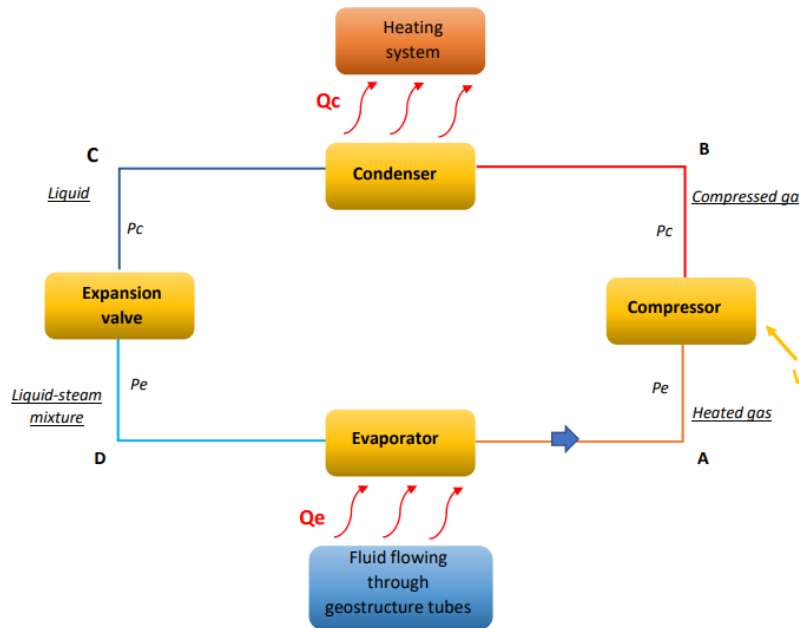 Heating
system
Qc
C
B
Condenser
Liquid
Compressed ga
Pc
Pc
Expansion
valve
Compressor
Pe
Pe
Liquid-steam
mixture
Heated gas
Evaporator
D
A
Qe
Fluid flowing
through
geostructure tubes